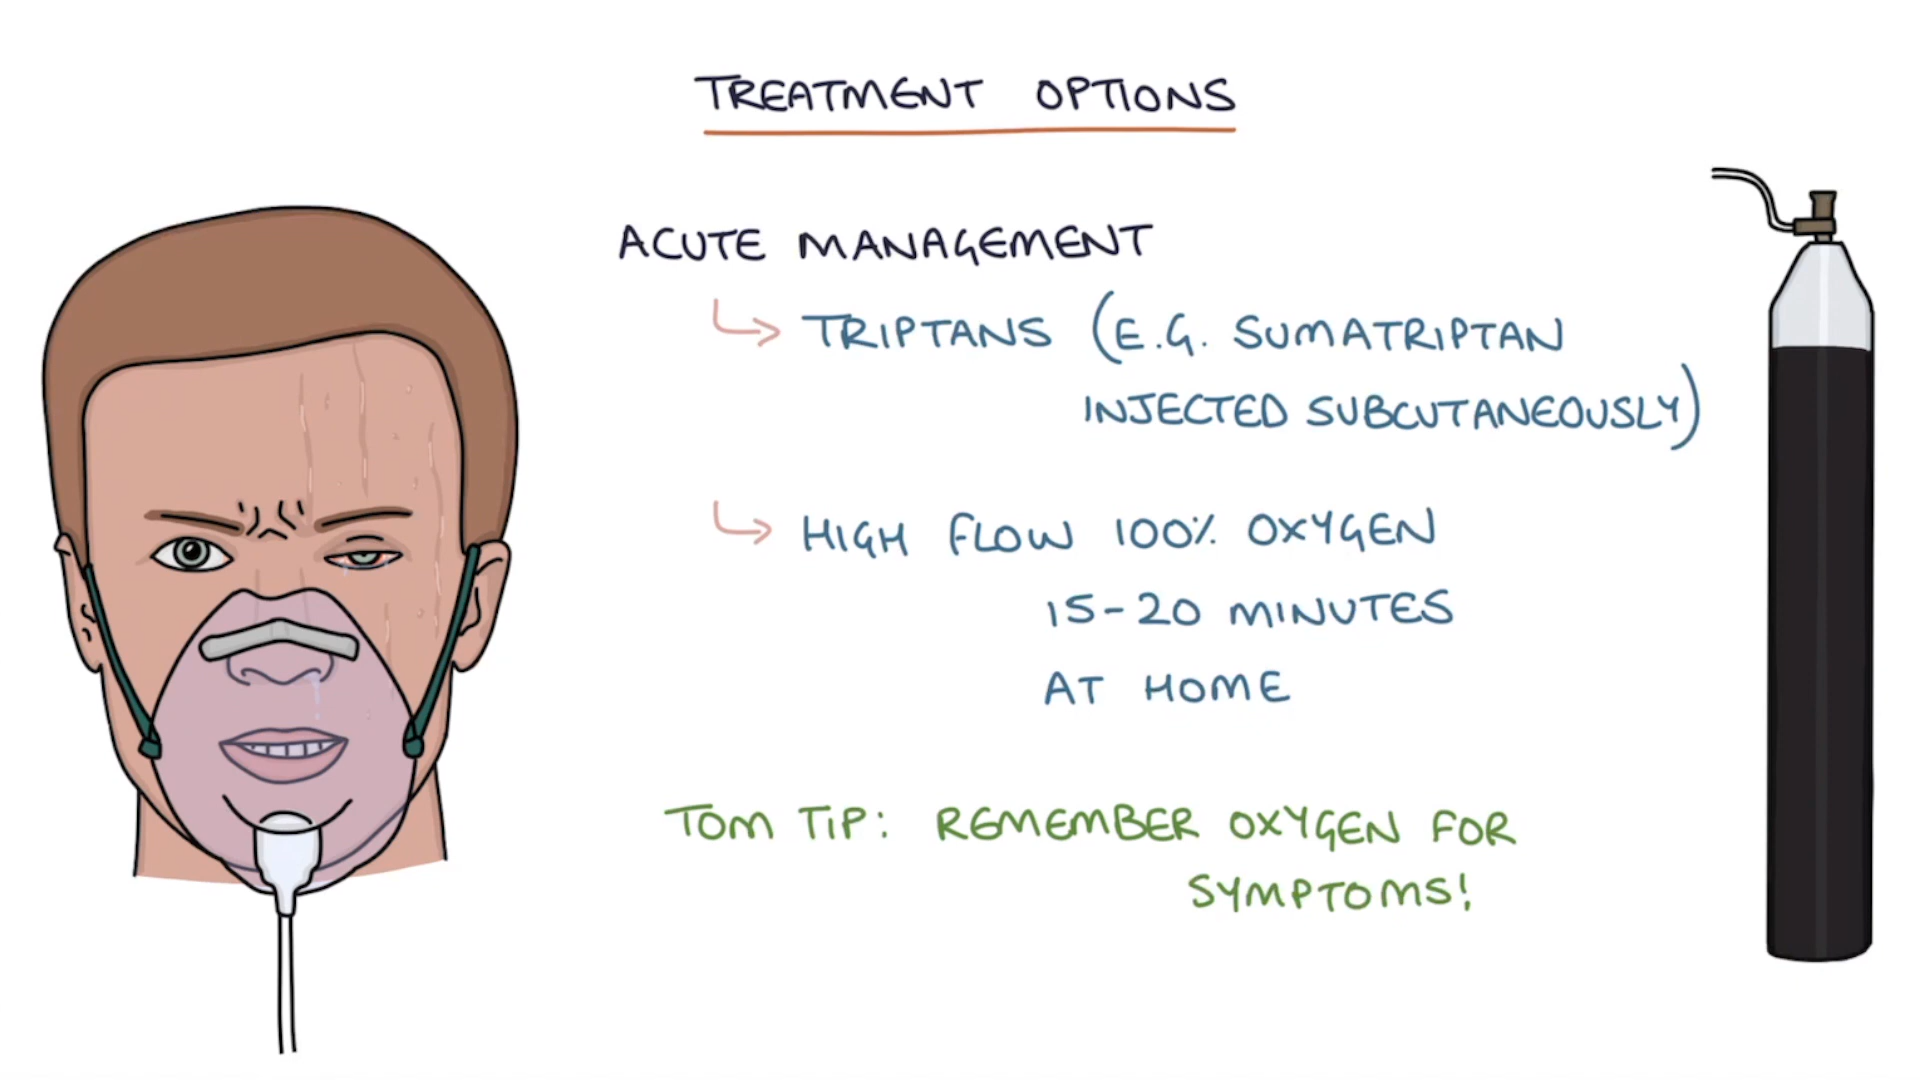 TREATMENT OPTIONS
ACUTE MANAGEMENT
TRIPTANS (E.G. SUMATRIPTAN
INJECTED SUBCUTANEOUSLY)
HIGH FLOW 100% OXYGEN
15-20 MINUTES
AT HOME
TOM TIP: REMEMBER OXYGEN FOR
SYMPTOMS!